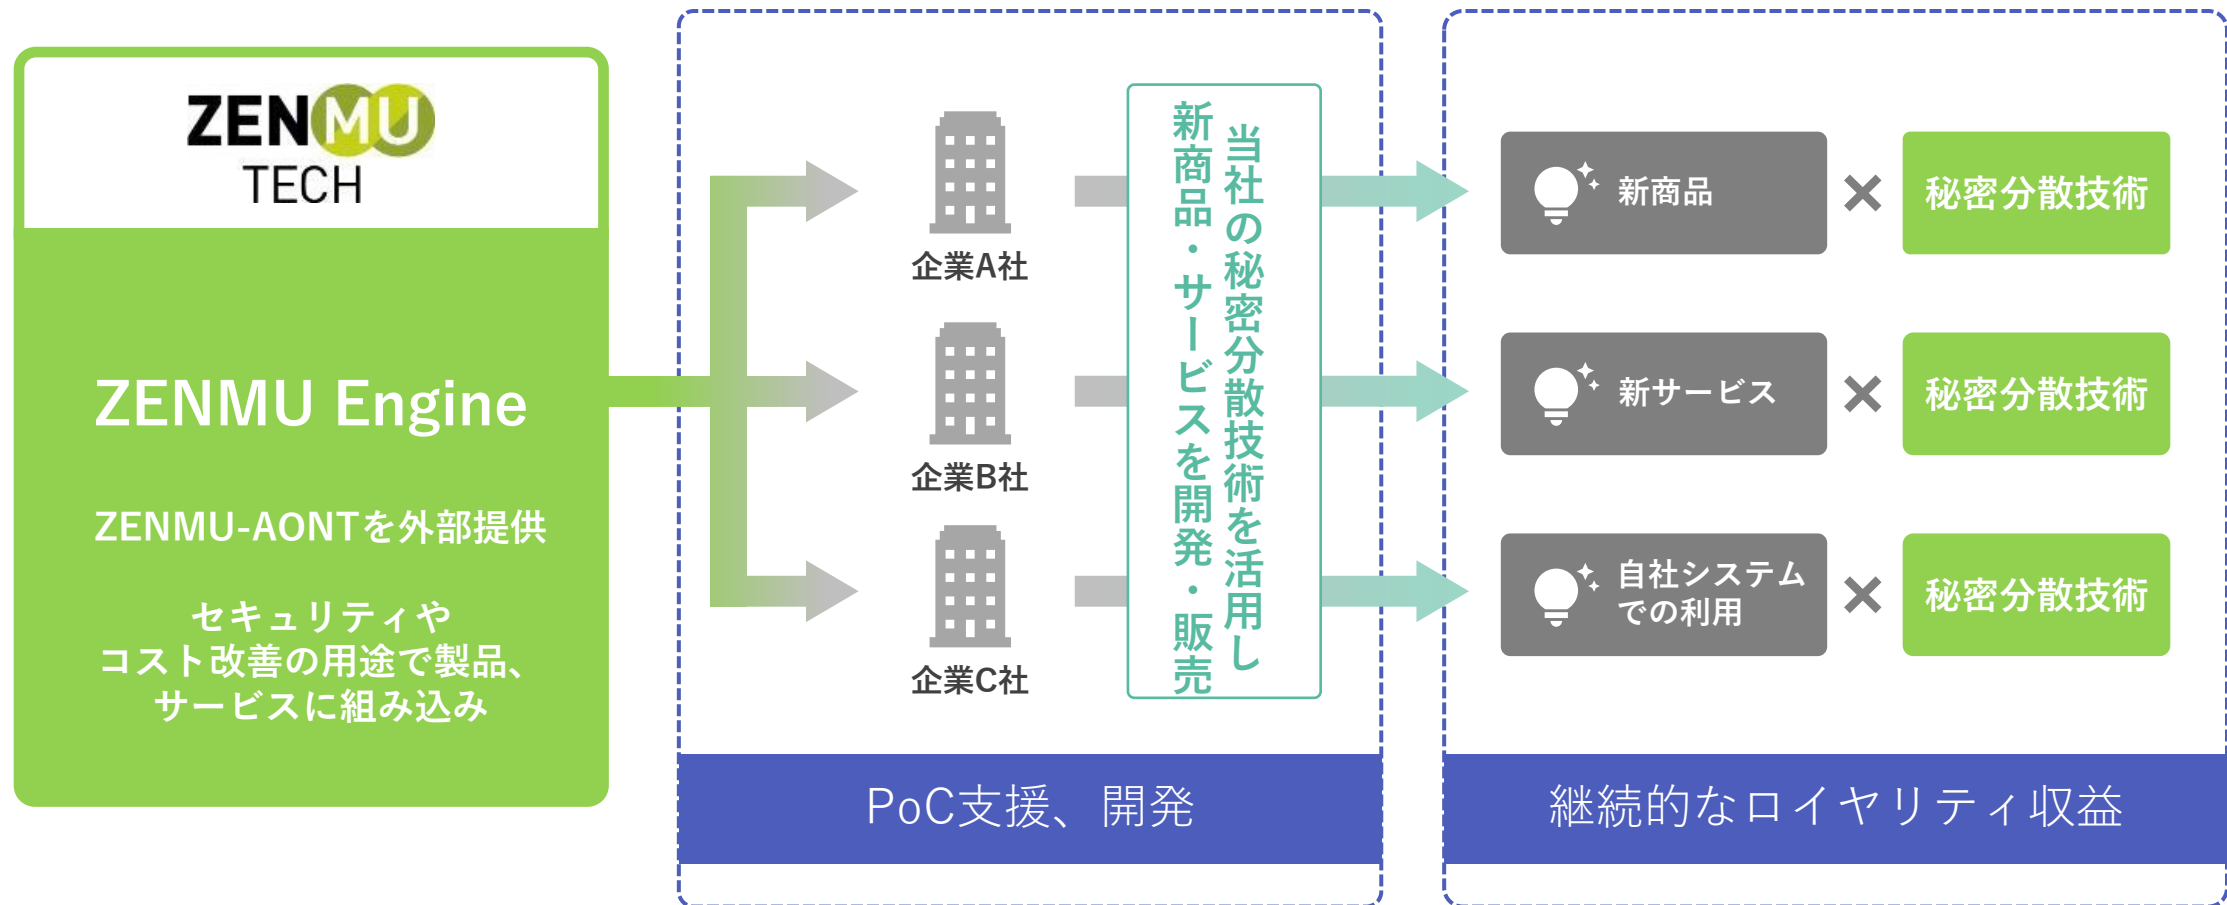 ZENMU
TECH
ZENMU Engine
ZENMU-AONTを外部提供
セキュリティや
コスト改善の用途で製品、
サービスに組み込み
企業A社
企業B社
企業C社
当社の秘密分散技術を活用し
新商品・サービスを開発・販売
PoC支援、開発
新商品
×
秘密分散技術
新サービス
×
秘密分散技術
自社システム
での利用
×
秘密分散技術
継続的なロイヤリティ収益